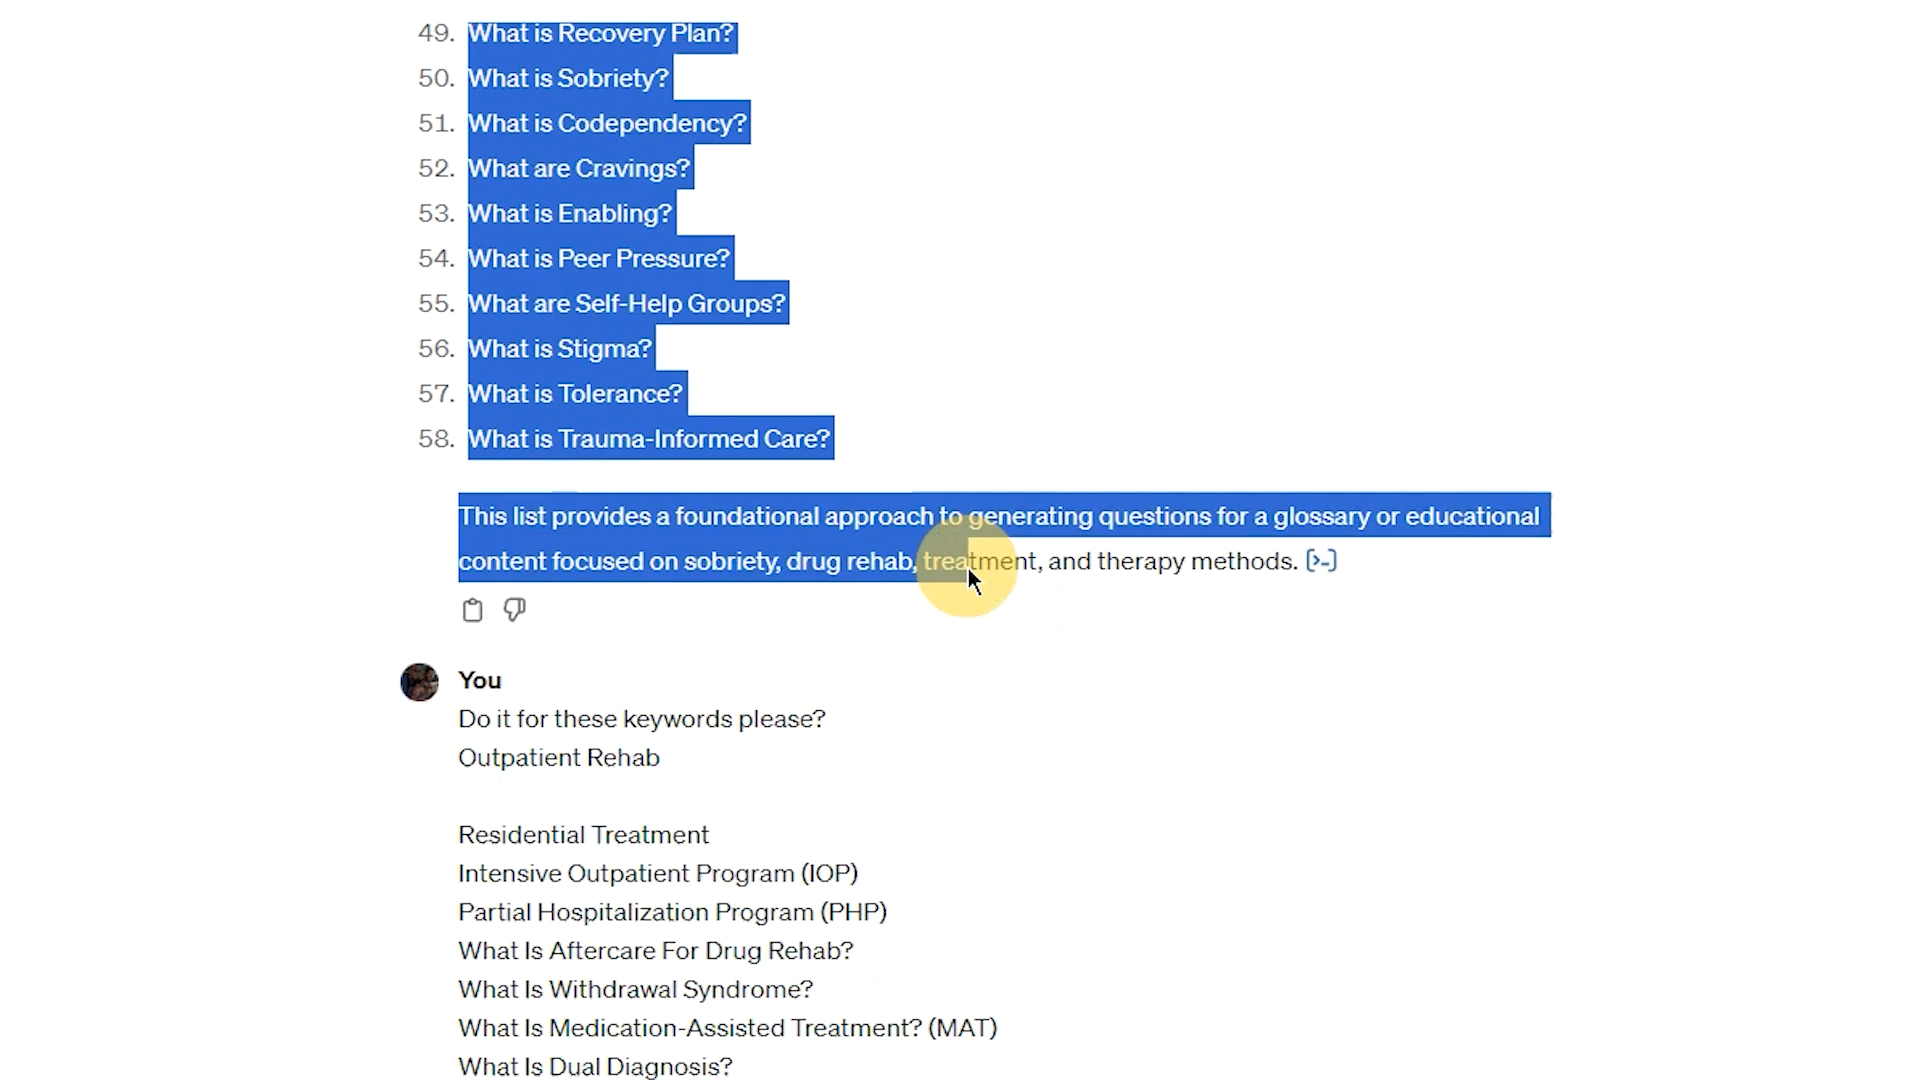 49. What is Recovery Plan?
50. What is Sobriety?
51. What is Codependency?
52. What are Cravings?
53. What is Enabling?
54. What is Peer Pressure?
55. What are Self-Help Groups?
56. What is Stigma?
57. What is Tolerance?
58. What is Trauma-Informed Care?
This list provides a foundational approach to generating questions for a glossary or educational
content focused on sobriety, drug rehab, treatment, and therapy methods. [>-]
You
Do it for these keywords please?
Outpatient Rehab
Residential Treatment
Intensive Outpatient Program (IOP)
Partial Hospitalization Program (PHP)
What Is Aftercare For Drug Rehab?
What Is Withdrawal Syndrome?
What Is Medication-Assisted Treatment? (MAT)
What Is Dual Diagnosis?